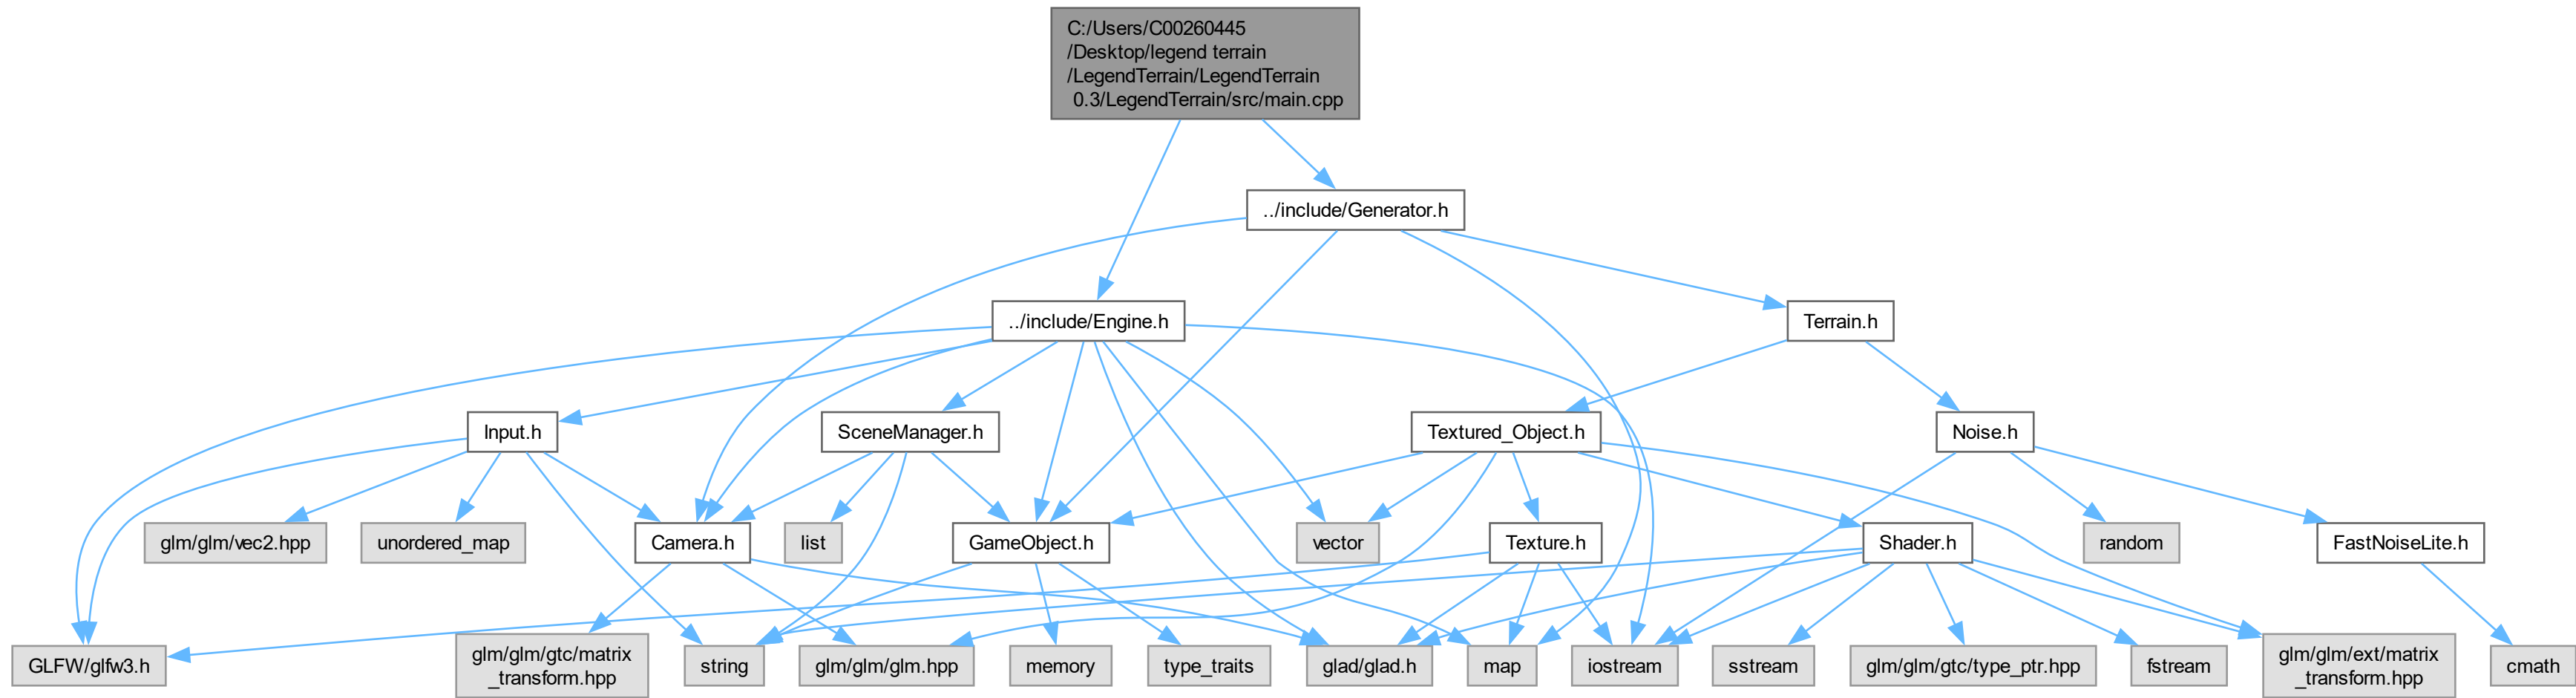 C:/Users/C00260445
/Desktop/legend terrain
/LegendTerrain/LegendTerrain
0.3/LegendTerrain/src/main.cpp
../include/Generator.h
../include/Engine.h
Terrain.h
Input.h
SceneManager.h
Textured_Object.h
Noise.h
glm/glm/vec2.hpp
unordered_map
Camera.h
list
GameObject.h
vector
Texture.h
Shader.h
random
FastNoiseLite.h
GLFW/glfw3.h
glm/glm/gtc/matrix
_transform.hpp
string
glm/glm/glm.hpp
memory
type_traits
glad/glad.h
map
iostream
sstream
glm/glm/gtc/type_ptr.hpp
fstream
glm/glm/ext/matrix
_transform.hpp
cmath